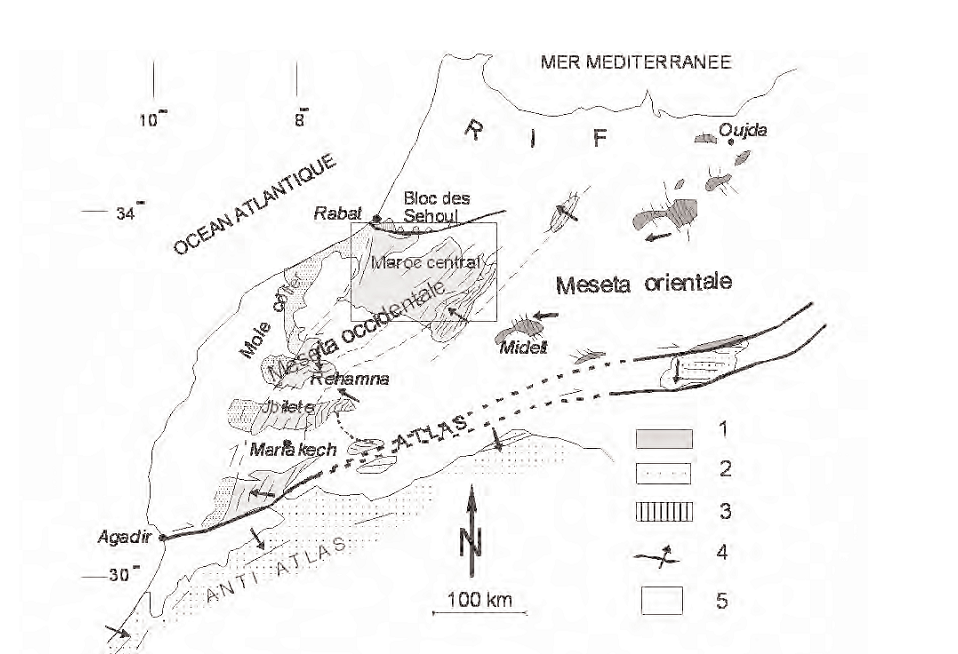 MER MEDITERRANEE
10
8
R I F
Oujda
OCEAN ATLANTIQUE
34
Rabat
Bloc des
Sehoul
Maroc central
Meseta orientale
Mole cotier
Meseta occidentale
Midelt
Rehamna
Jbilete
Marrakech
ATLAS
1
2
3
4
5
Agadir
ANTI ATLAS
N
30
100 km